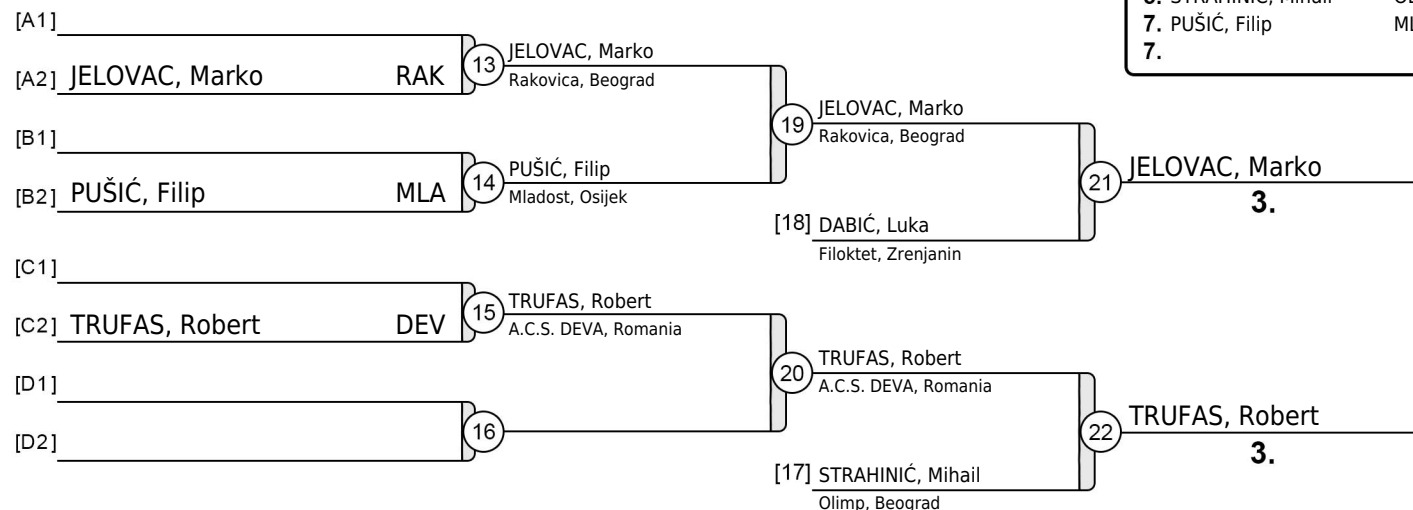 5. STRAHINIĆ, Mihail
7. PUŠIĆ, Filip
7.
[A1]
[A2] JELOVAC, Marko RAK
13
JELOVAC, Marko
Rakovica, Beograd
[B1]
[B2] PUŠIĆ, Filip MLA
14
PUŠIĆ, Filip
Mladost, Osijek
19
JELOVAC, Marko
Rakovica, Beograd
[18] DABIĆ, Luka
Filoktet, Zrenjanin
21
JELOVAC, Marko
3.
[C1]
[C2] TRUFAS, Robert DEV
15
TRUFAS, Robert
A.C.S. DEVA, Romania
[D1]
[D2]
16
20
TRUFAS, Robert
A.C.S. DEVA, Romania
[17] STRAHINIĆ, Mihail
Olimp, Beograd
22
TRUFAS, Robert
3.